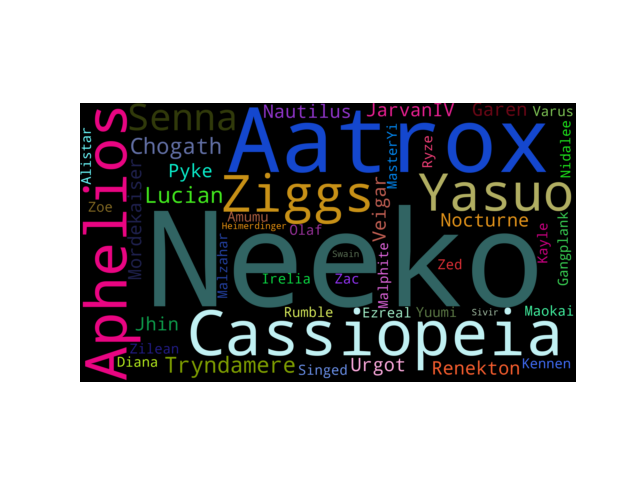 Aphelios
Alistar
Zoe
Senna
Nautilus
JarvanIV
Garen
Varus
Chogath
Aatrox
MasterYi
Ryze
Nidalee
Pyke
Mordekaiser
Lucian
Ziggs
Veigar
Yasuo
Amumu
Heimerdinger
Olaf
Nocturne
Kayle
Gangplank
Neeko
Malzahar
Swain
Malphite
Zed
Irelia
Zac
Rumble
Ezreal
Yuumi
Sivir
Maokai
Jhin
Cassiopeia
Zilean
Diana
Tryndamere
Singed
Urgot
Renekton
Kennen